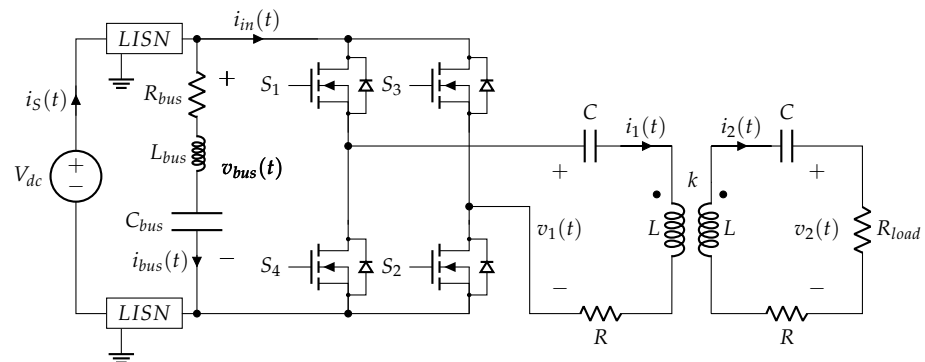 i_in(t)
LISN
R_bus
+
S_1
S_3
i_S(t)
C
i_1(t)
i_2(t)
C
L_bus
v_bus(t)
V_dc
+
−
+
k
+
C_bus
v_1(t)
L
L
v_2(t)
R_load
i_bus(t)
−
S_4
S_2
LISN
−
R
R
−